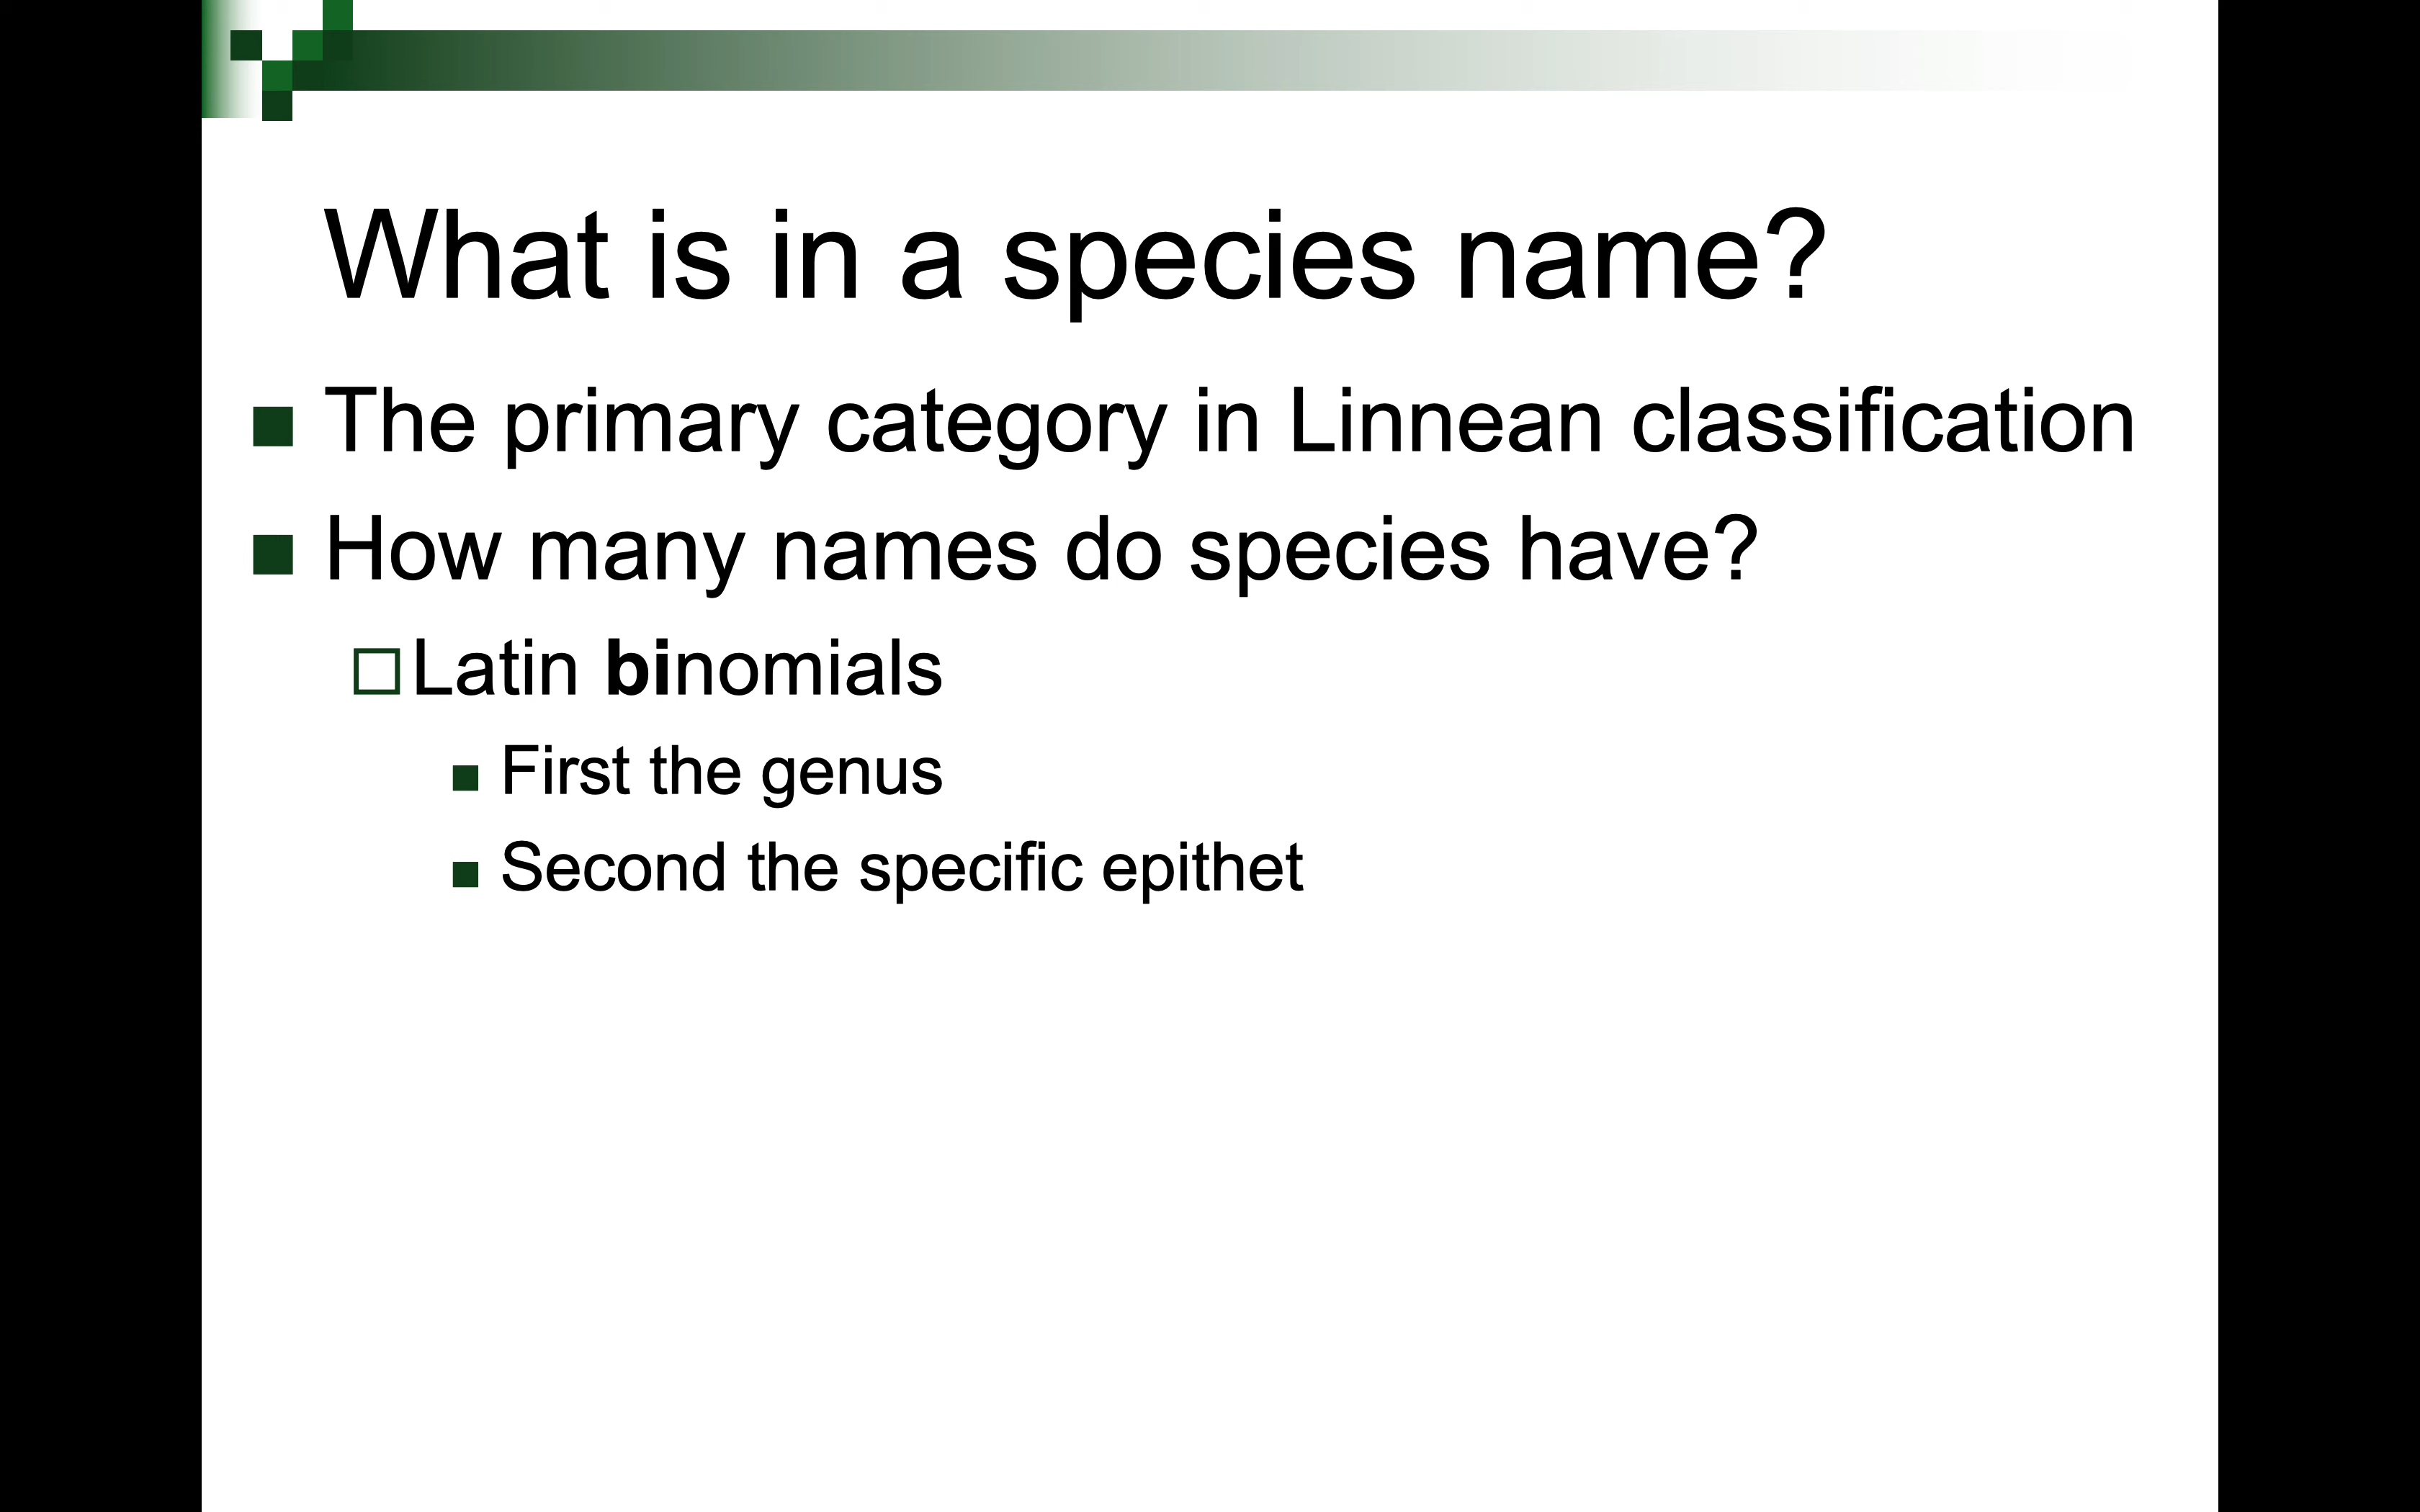 What is in a species name?
The primary category in Linnean classification
How many names do species have?
Latin binomials
First the genus
Second the specific epithet